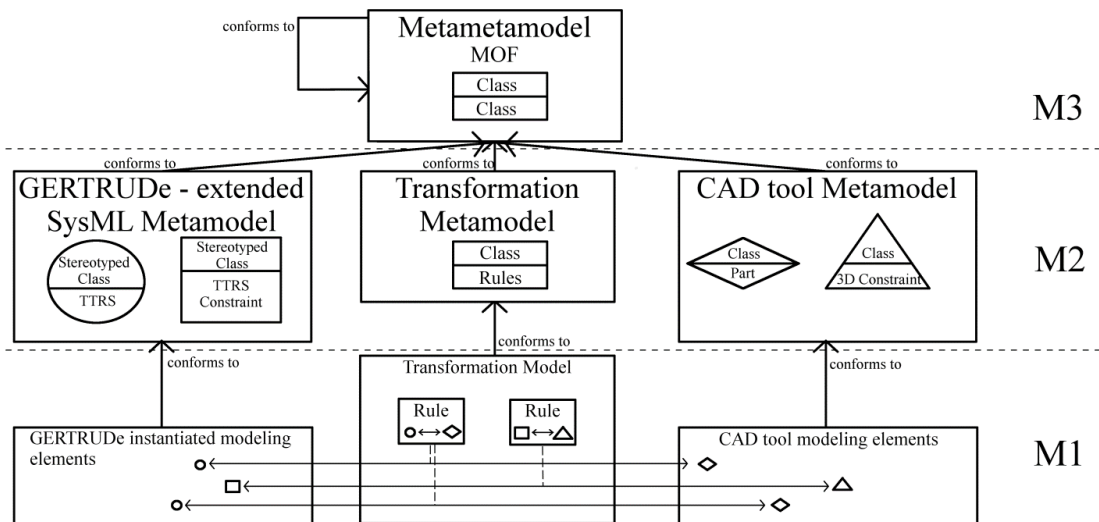 conforms to
Metametamodel
MOF
Class
Class
M3
conforms to
conforms to
conforms to
GERTRUDe - extended
SysML Metamodel
Stereotyped
Class
TTRS
Stereotyped
Class
TTRS
Constraint
Transformation
Metamodel
Class
Rules
CAD tool Metamodel
Class
Part
Class
3D Constraint
M2
conforms to
conforms to
conforms to
Transformation Model
Rule
Rule
GERTRUDe instantiated modeling
elements
CAD tool modeling elements
M1